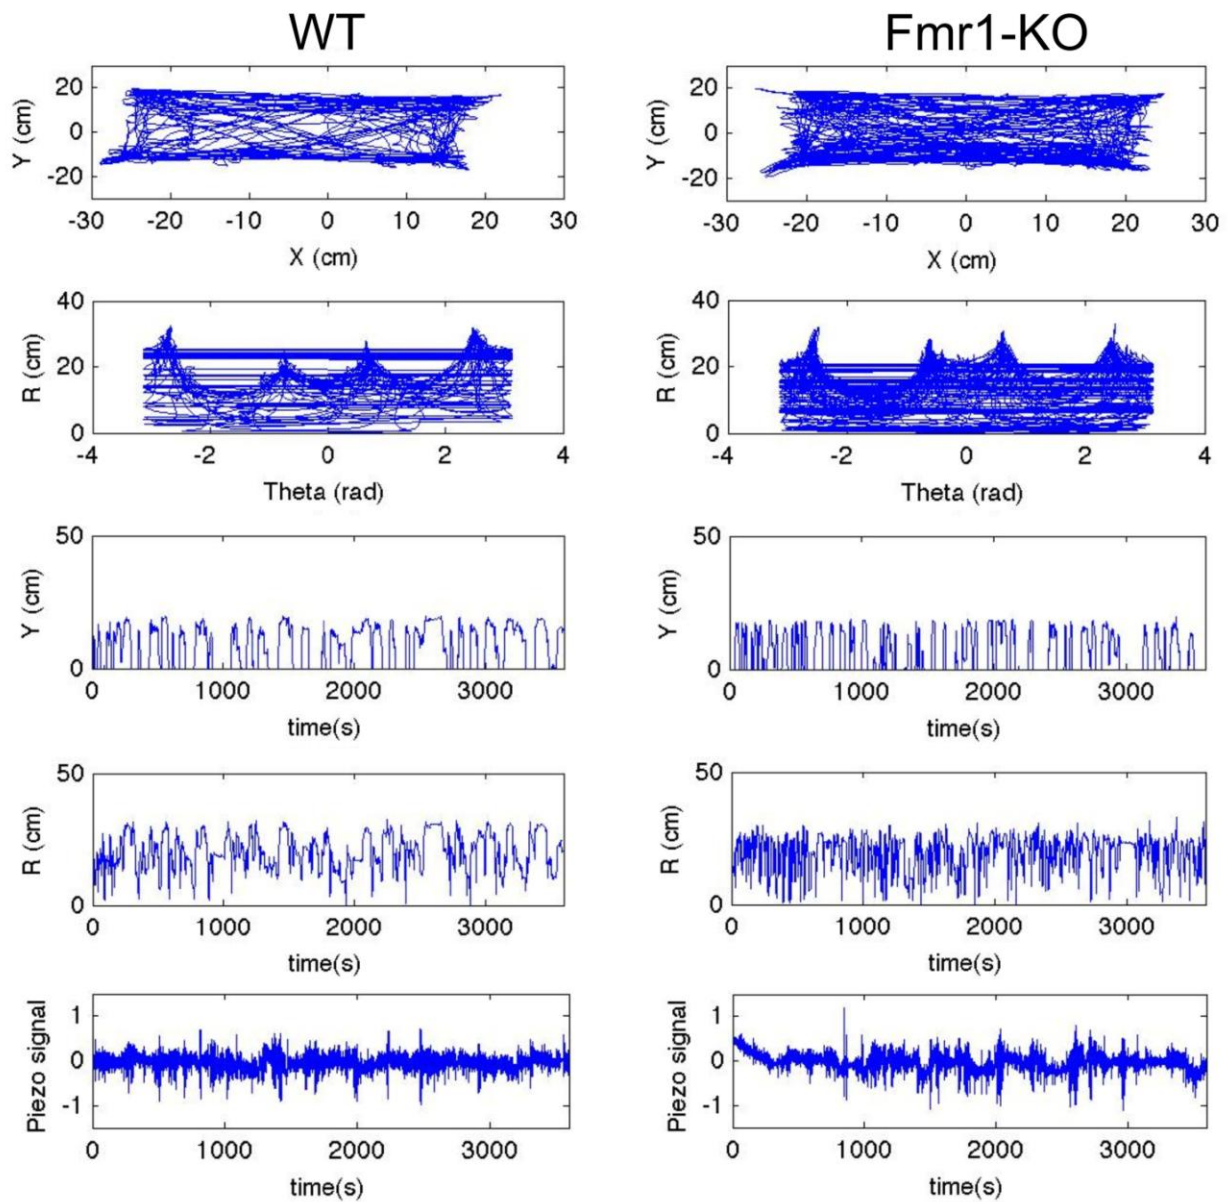 WT
Fmr1-KO
Y (cm)
20
0
-20
-30 -20 -10 0 10 20 30
X (cm)
Y (cm)
20
0
-20
-30 -20 -10 0 10 20 30
X (cm)
R (cm)
40
20
0
-4 -2 0 2 4
Theta (rad)
R (cm)
40
20
0
-4 -2 0 2 4
Theta (rad)
Y (cm)
50
0
0 1000 2000 3000
time(s)
Y (cm)
50
0
0 1000 2000 3000
time(s)
R (cm)
50
0
0 1000 2000 3000
time(s)
R (cm)
50
0
0 1000 2000 3000
time(s)
Piezo signal
1
0
-1
0 1000 2000 3000
time(s)
Piezo signal
1
0
-1
0 1000 2000 3000
time(s)